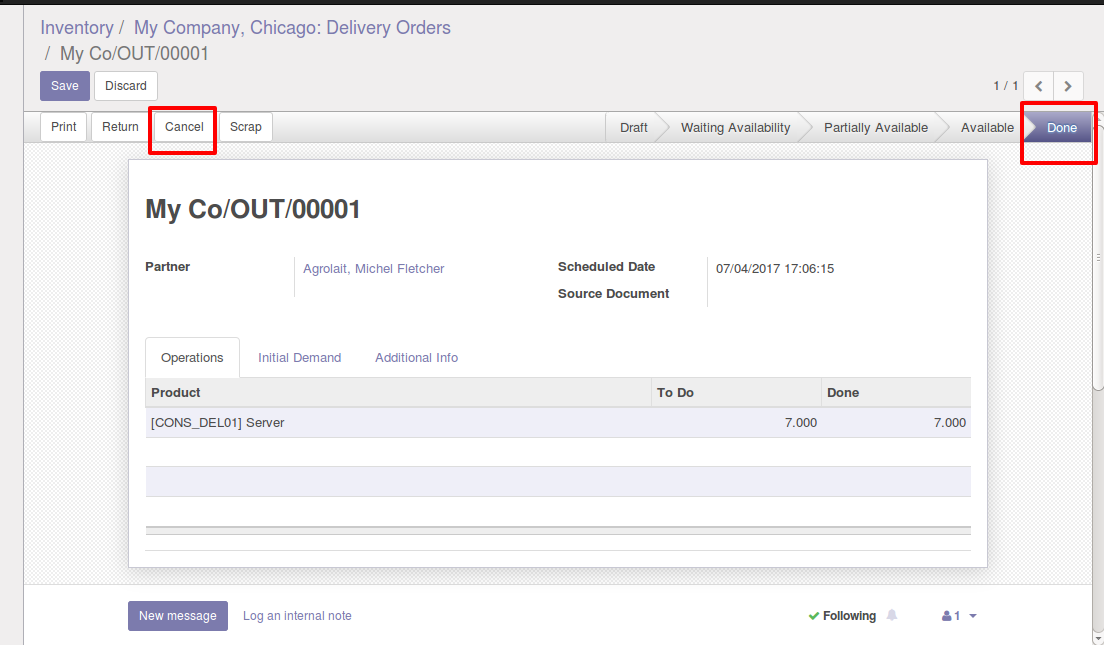 Inventory / My Company, Chicago: Delivery Orders
/ My Co/OUT/00001
Save Discard 1 / 1
Print Return Cancel Scrap Draft Waiting Availability Partially Available Available Done
My Co/OUT/00001
Partner Agrolait, Michel Fletcher Scheduled Date 07/04/2017 17:06:15
Source Document
Operations Initial Demand Additional Info
Product To Do Done
[CONS_DEL01] Server 7.000 7.000
New message Log an internal note Following 1